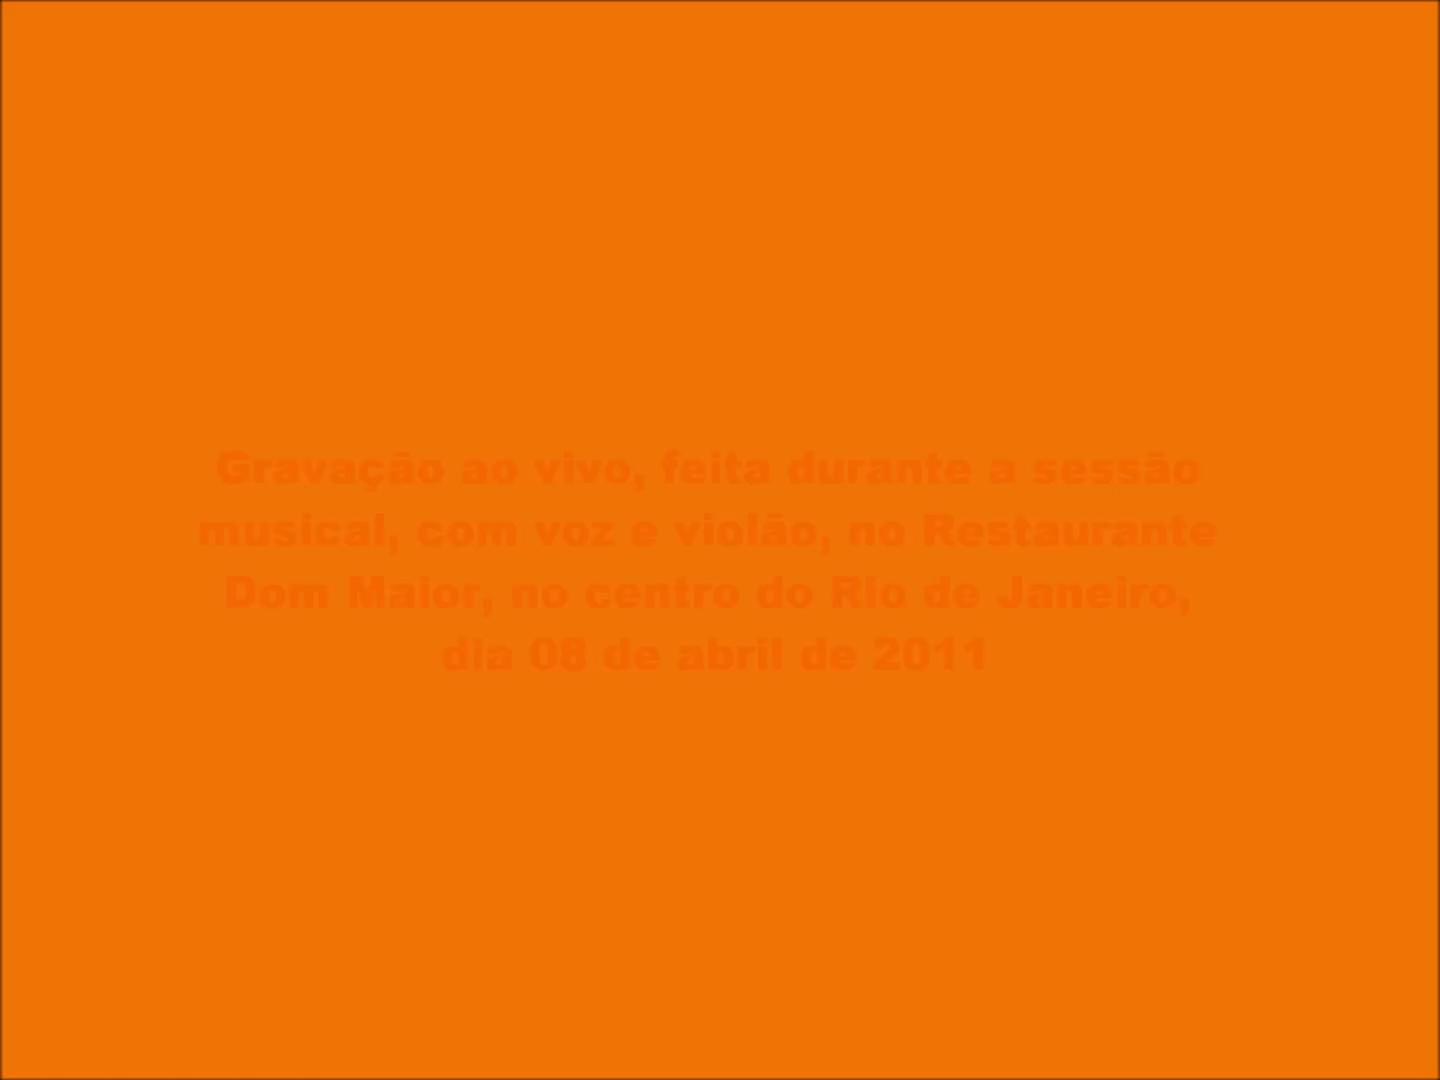 Gravação ao vivo, feita durante a sessão
musical, com voz e violão, no Restaurante
Dom Maior, no centro do Rio de Janeiro,
dia 08 de abril de 2011